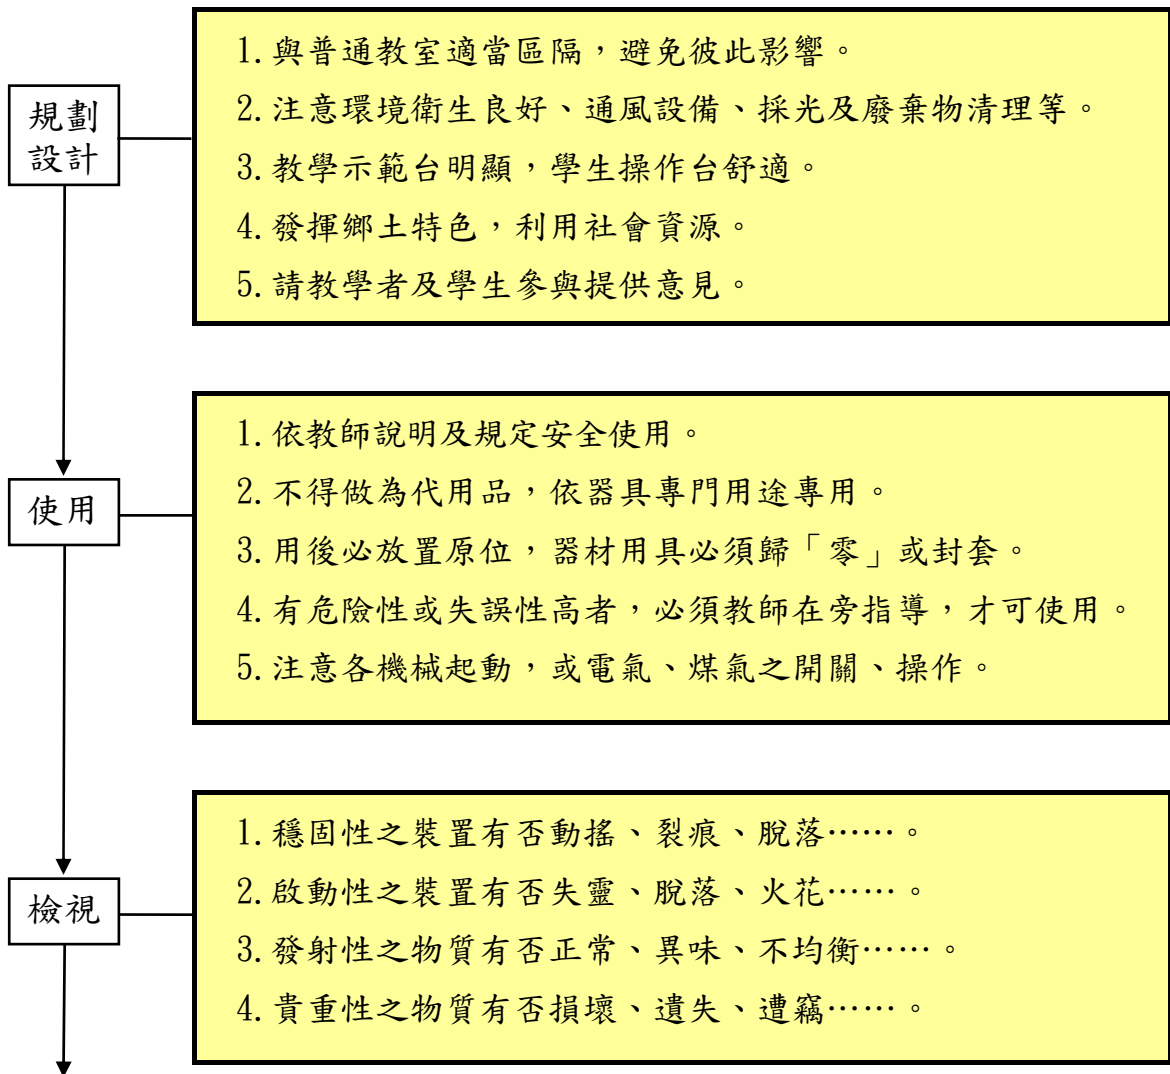 規劃
設計
1.與普通教室適當區隔，避免彼此影響。
2.注意環境衛生良好、通風設備、採光及廢棄物清理等。
3.教學示範台明顯，學生操作台舒適。
4.發揮鄉土特色，利用社會資源。
5.請教學者及學生參與提供意見。
使用
1.依教師說明及規定安全使用。
2.不得做為代用品，依器具專門用途專用。
3.用後必放置原位，器材用具必須歸「零」或封套。
4.有危險性或失誤性高者，必須教師在旁指導，才可使用。
5.注意各機械起動，或電氣、煤氣之開關、操作。
檢視
1.穩固性之裝置有否動搖、裂痕、脫落……。
2.啟動性之裝置有否失靈、脫落、火花……。
3.發射性之物質有否正常、異味、不均衡……。
4.貴重性之物質有否損壞、遺失、遭竊……。